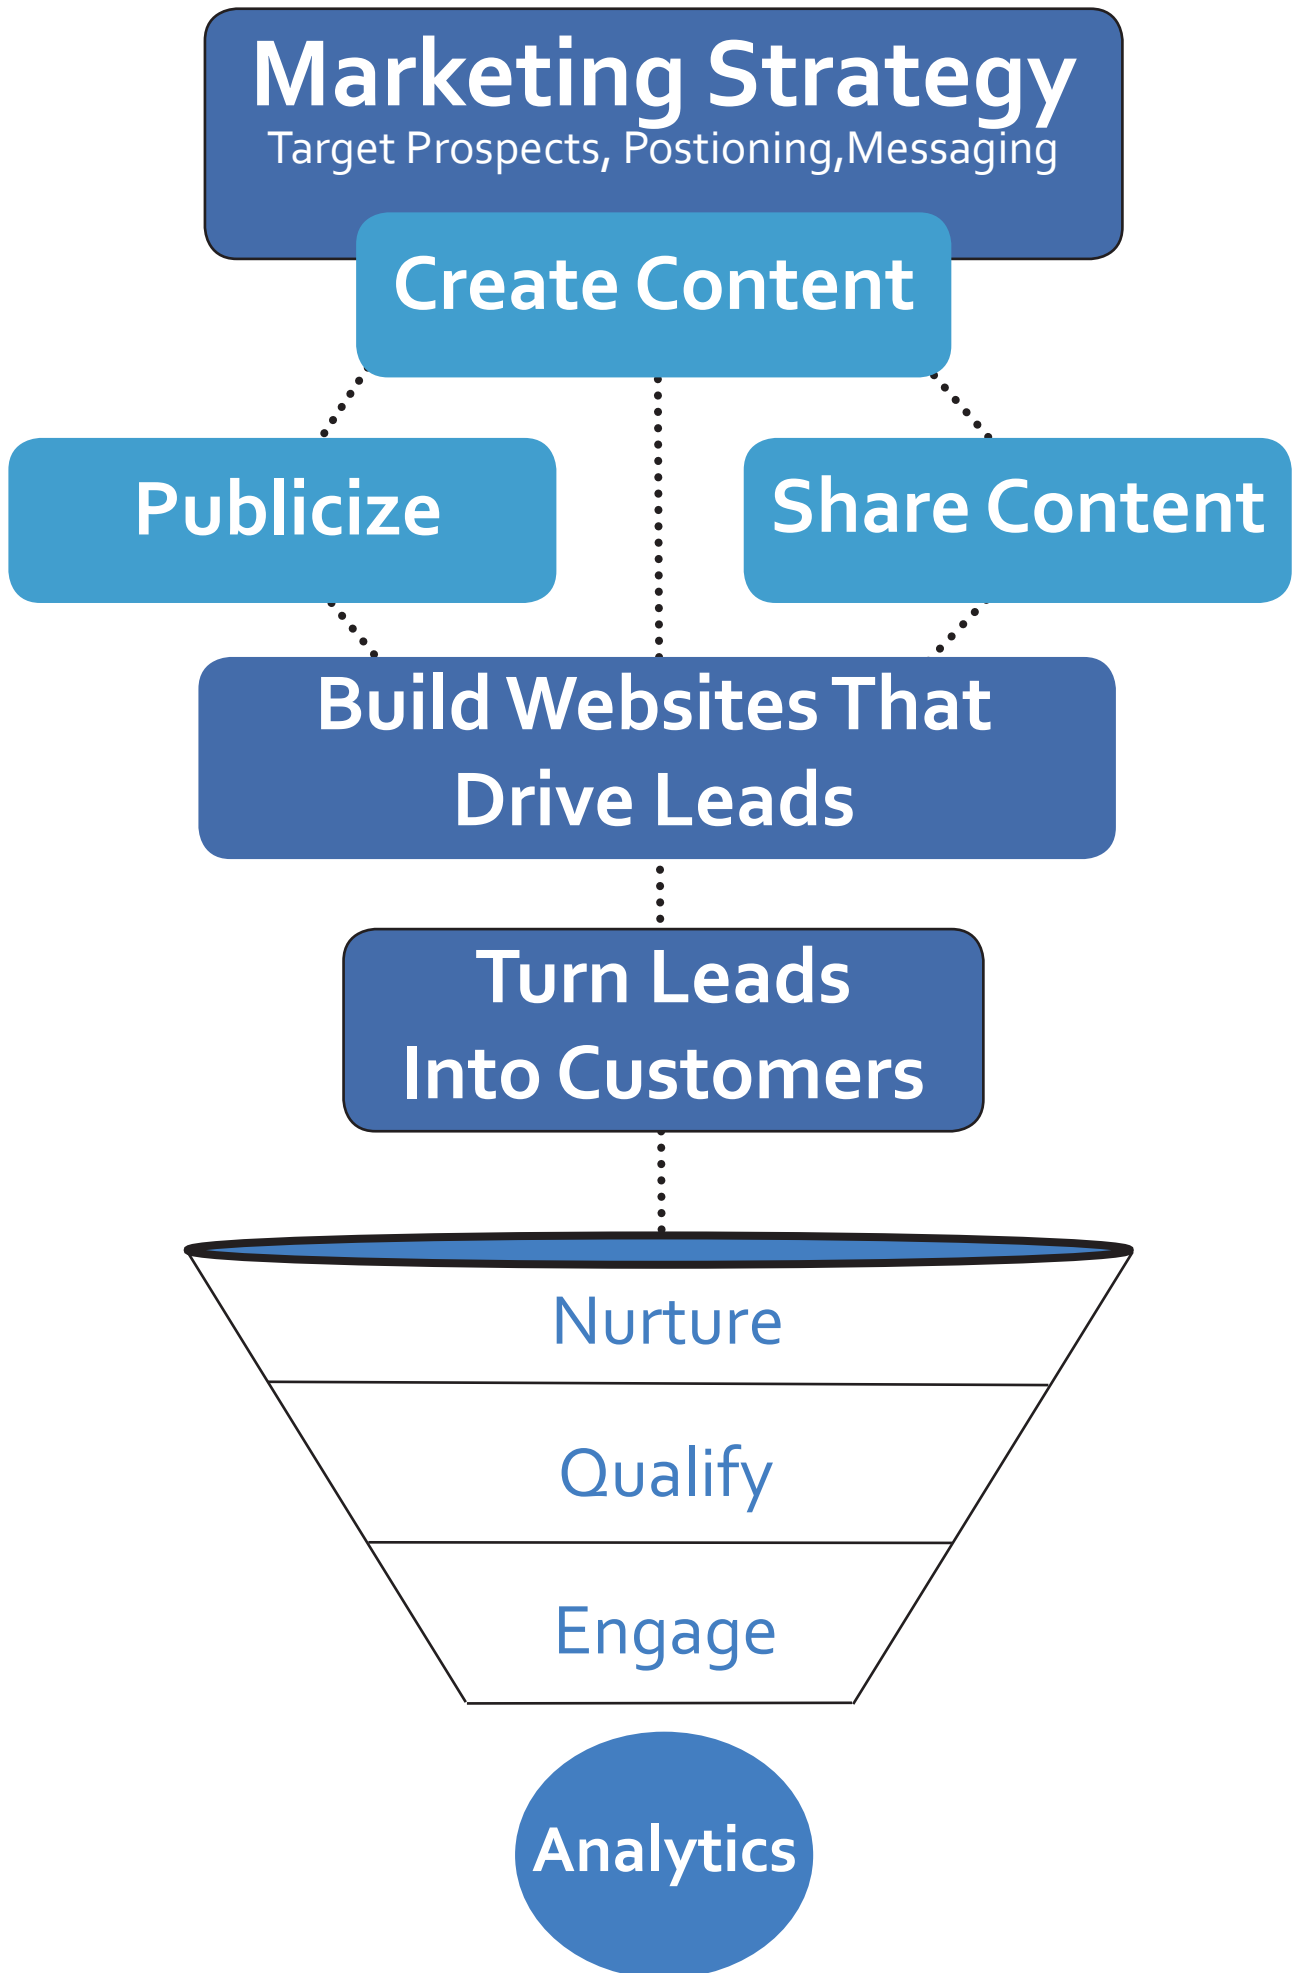 Marketing Strategy
Target Prospects, Postioning,Messaging
Create Content
Publicize
Share Content
Build Websites That
Drive Leads
Turn Leads
Into Customers
Nurture
Qualify
Engage
Analytics